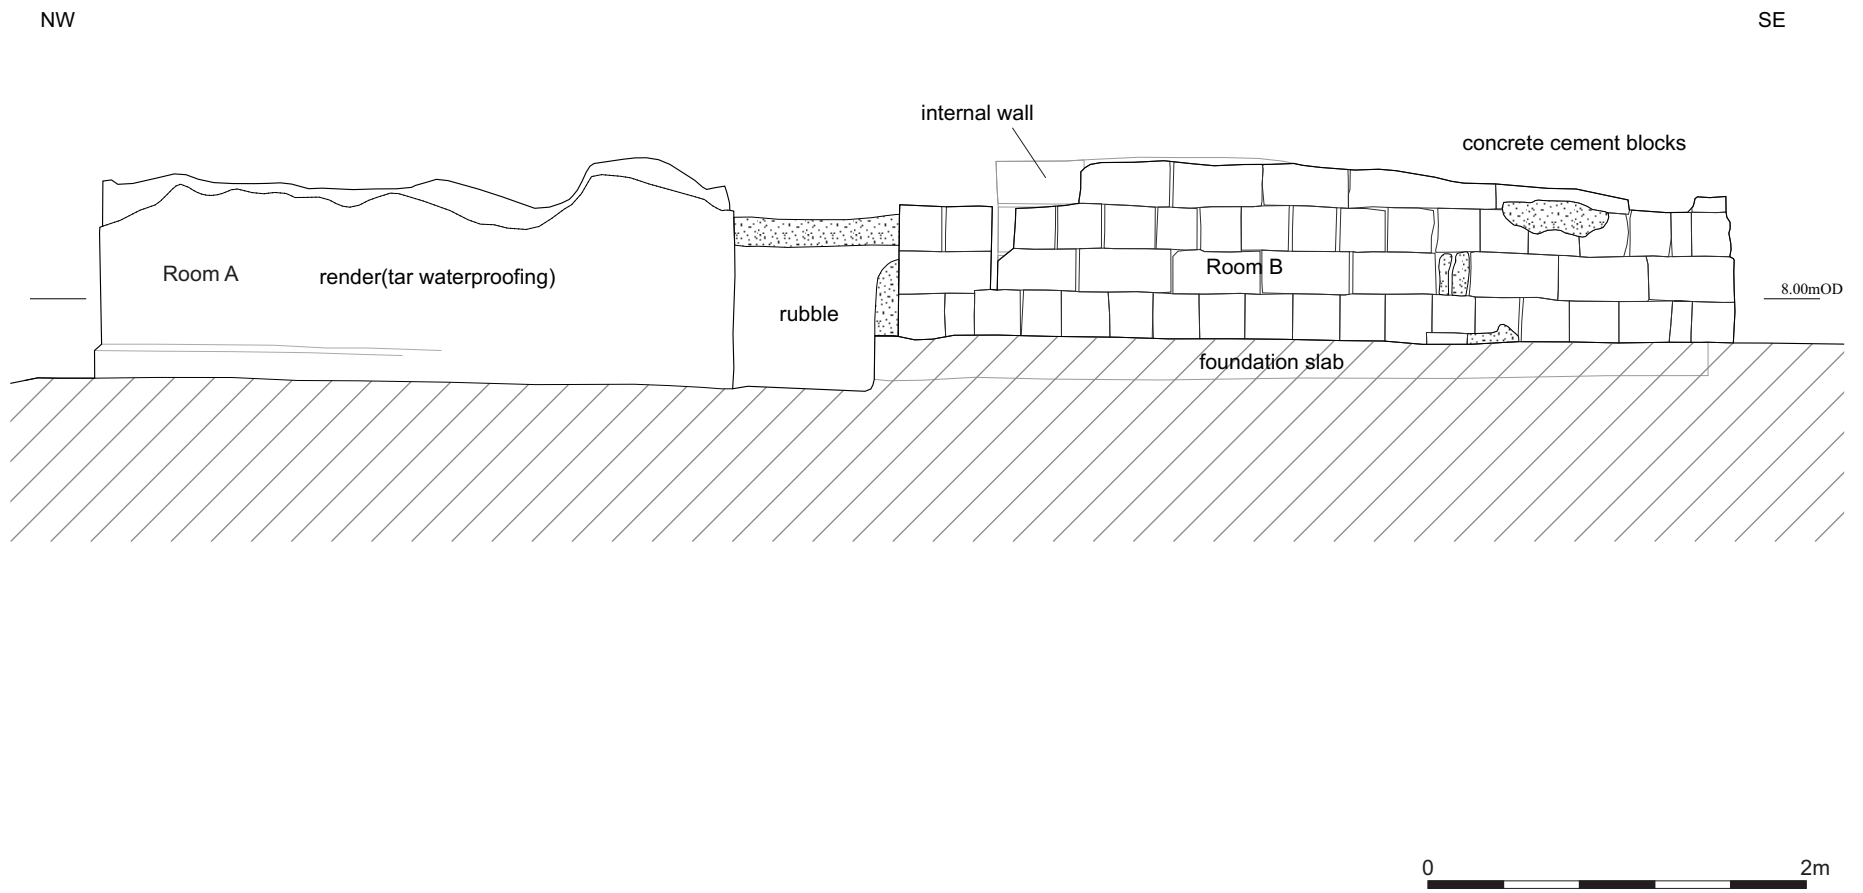 NW
SE
internal wall
concrete cement blocks
Room A
render(tar waterproofing)
Room B
8.00mOD
rubble
foundation slab
0
2m